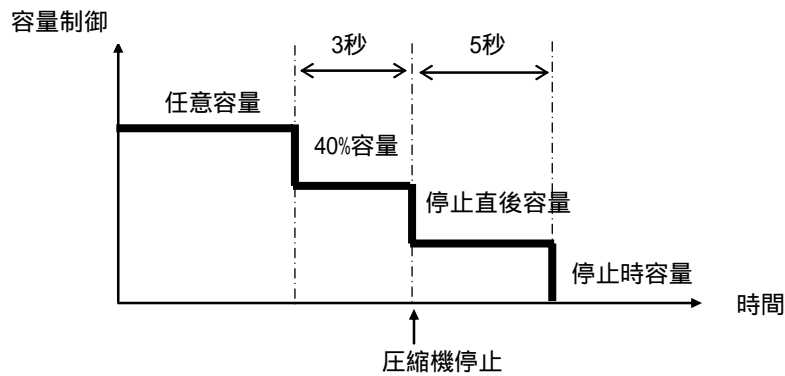 容量制御
3秒
5秒
任意容量
40%容量
停止直後容量
停止時容量
時間
圧縮機停止